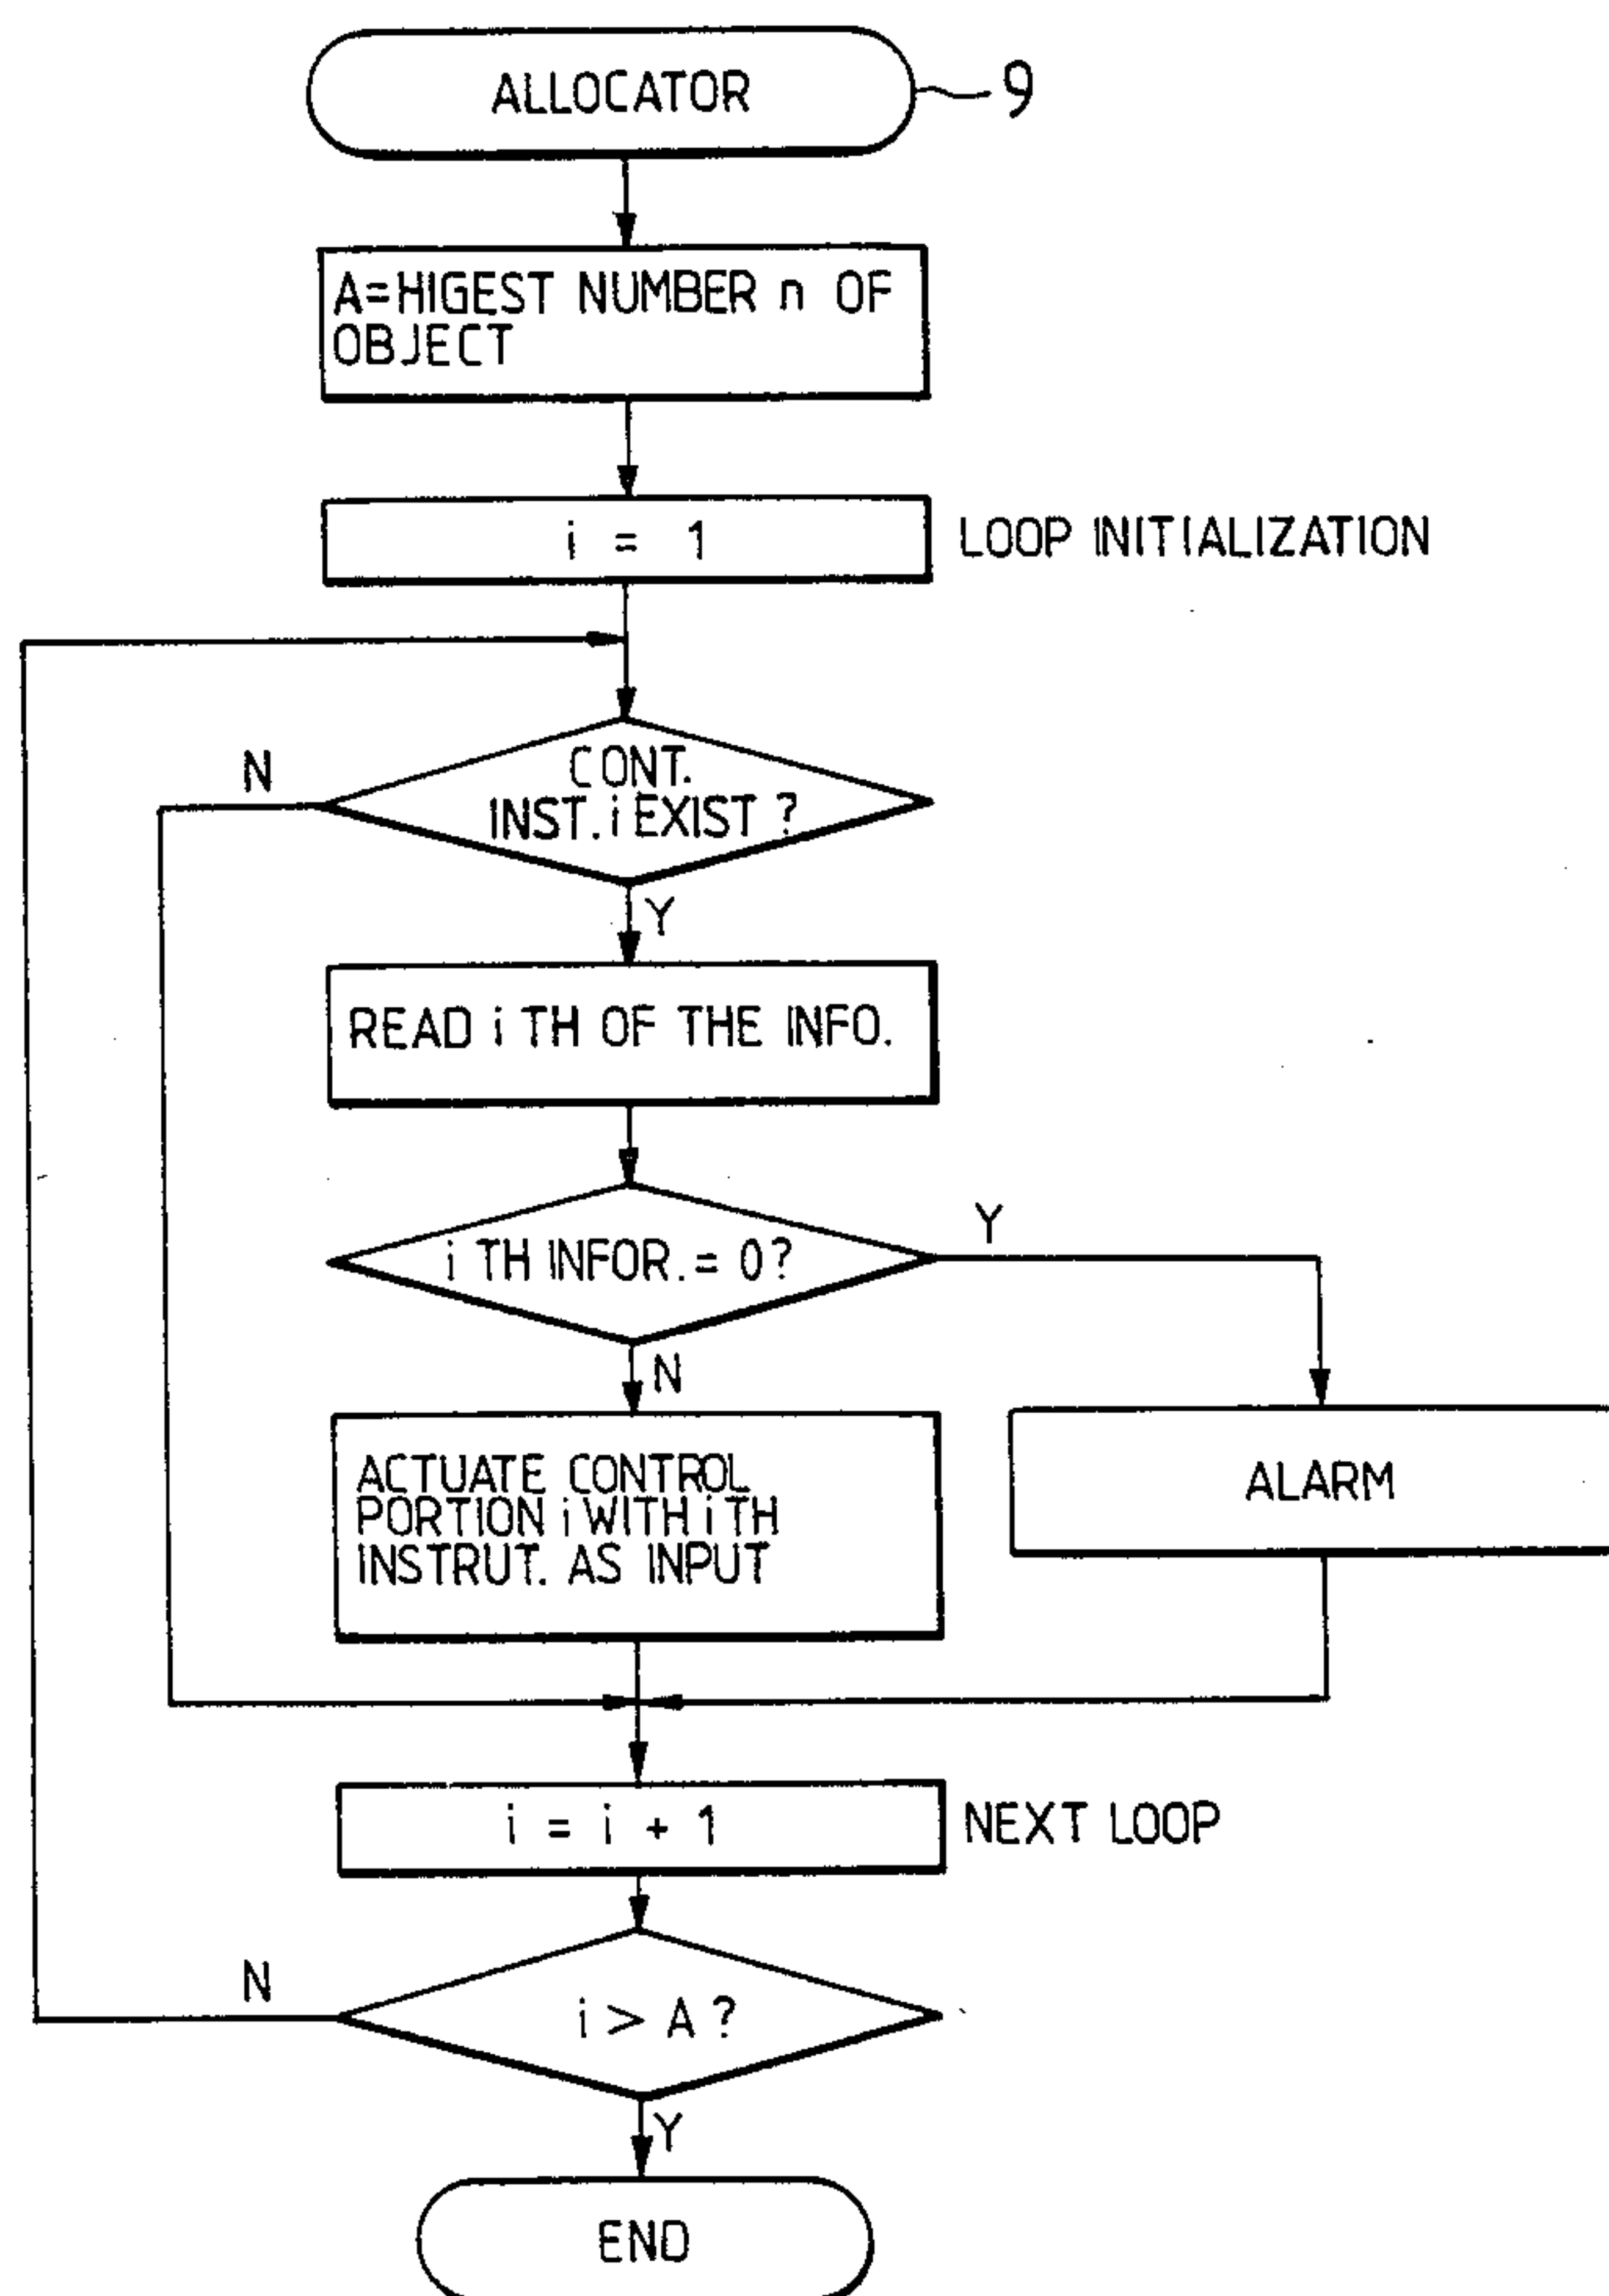 ALLOCATOR
9
A=HIGEST NUMBER n OF
OBJECT
i = 1
LOOP INITIALIZATION
N
CONT.
INST. i EXIST ?
Y
READ i TH OF THE INFO.
i TH INFOR. = 0?
Y
N
ACTUATE CONTROL
PORTION i WITH i TH
INSTRUT. AS INPUT
ALARM
i = i + 1
NEXT LOOP
N
i > A ?
Y
END